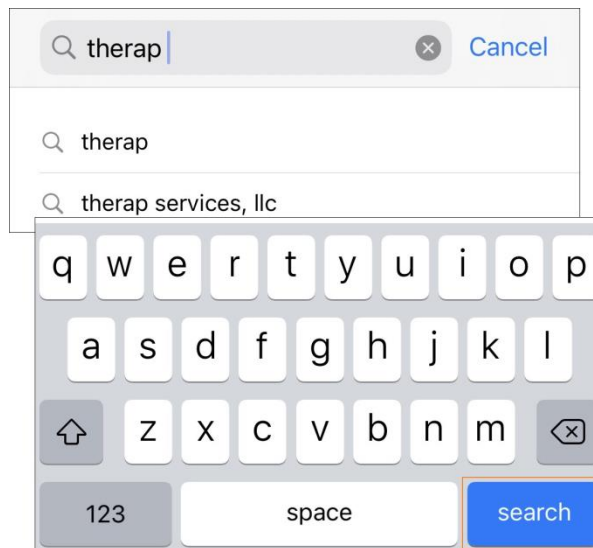 therap Cancel
therap
therap services, llc
q w e r t y u i o p
a s d f g h j k l
z x c v b n m
123 space search